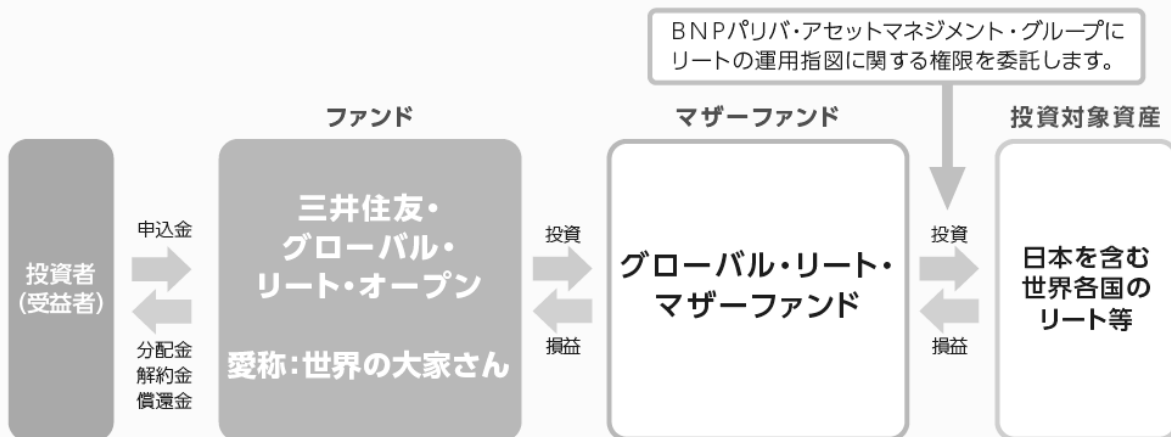 BNPパリバ・アセットマネジメント・グループに
リートの運用指図に関する権限を委託します。
ファンド
マザーファンド
投資対象資産
投資者
(受益者)
申込金
分配金
解約金
償還金
三井住友・
グローバル・
リート・オープン
愛称:世界の大家さん
投資
損益
グローバル・リート・
マザーファンド
投資
損益
日本を含む
世界各国の
リート等